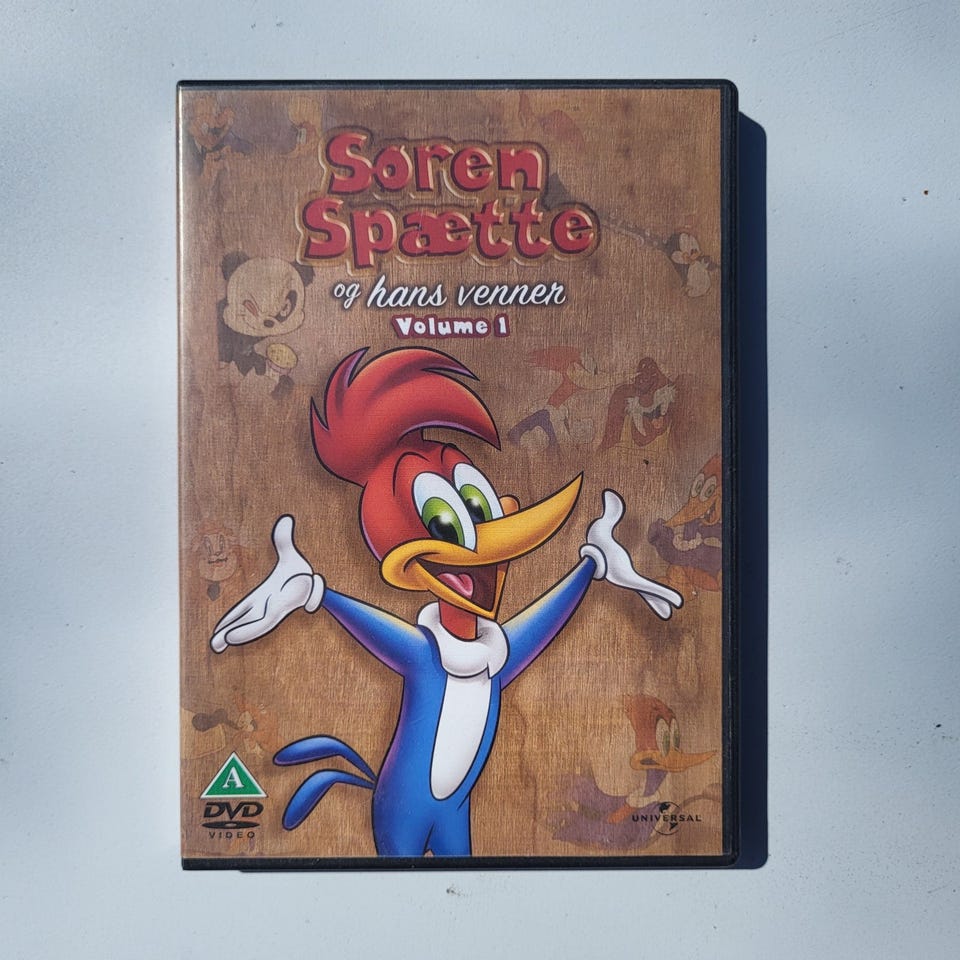 Søren
Spætte
og hans venner
Volume 1
A
DVD
VIDEO
UNIVERSAL